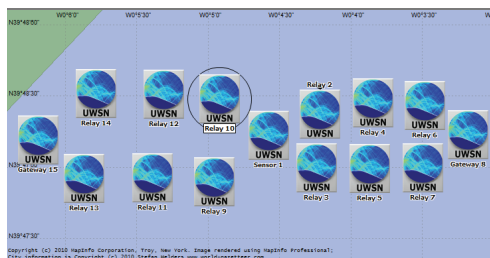 W0°6'0" W0°5'30" W0°5'0" W0°4'30" W0°4'0" W0°3'30"
N39°48'50"
N39°48'30"
N39°47'30"
UWSN
Relay 14
UWSN
Relay 12
UWSN
Relay 10
Relay 2
UWSN
UWSN
Relay 4
UWSN
Relay 6
UWSN
Gateway 15
UWSN
Sensor 1
UWSN
Gateway 8
UWSN
Relay 13
UWSN
Relay 11
UWSN
Relay 9
UWSN
Relay 3
UWSN
Relay 5
UWSN
Relay 7
Copyright (c) 2010 MapInfo Corporation, Troy, New York. Image rendered using MapInfo Professional;
City information is Copyright (c) 2010 Stefan Helders www.world-gazetteer.com